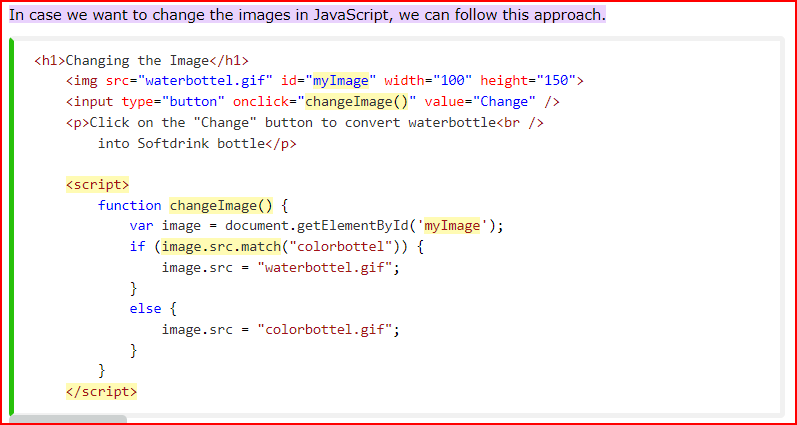 In case we want to change the images in JavaScript, we can follow this approach.
<h1>Changing the Image</h1>
<img src="waterbottel.gif" id="myImage" width="100" height="150">
<input type="button" onclick="changeImage()" value="Change" />
<p>Click on the "Change" button to convert waterbottle<br />
into Softdrink bottle</p>
<script>
function changeImage() {
var image = document.getElementById('myImage');
if (image.src.match("colorbottel")) {
image.src = "waterbottel.gif";
}
else {
image.src = "colorbottel.gif";
}
}
</script>